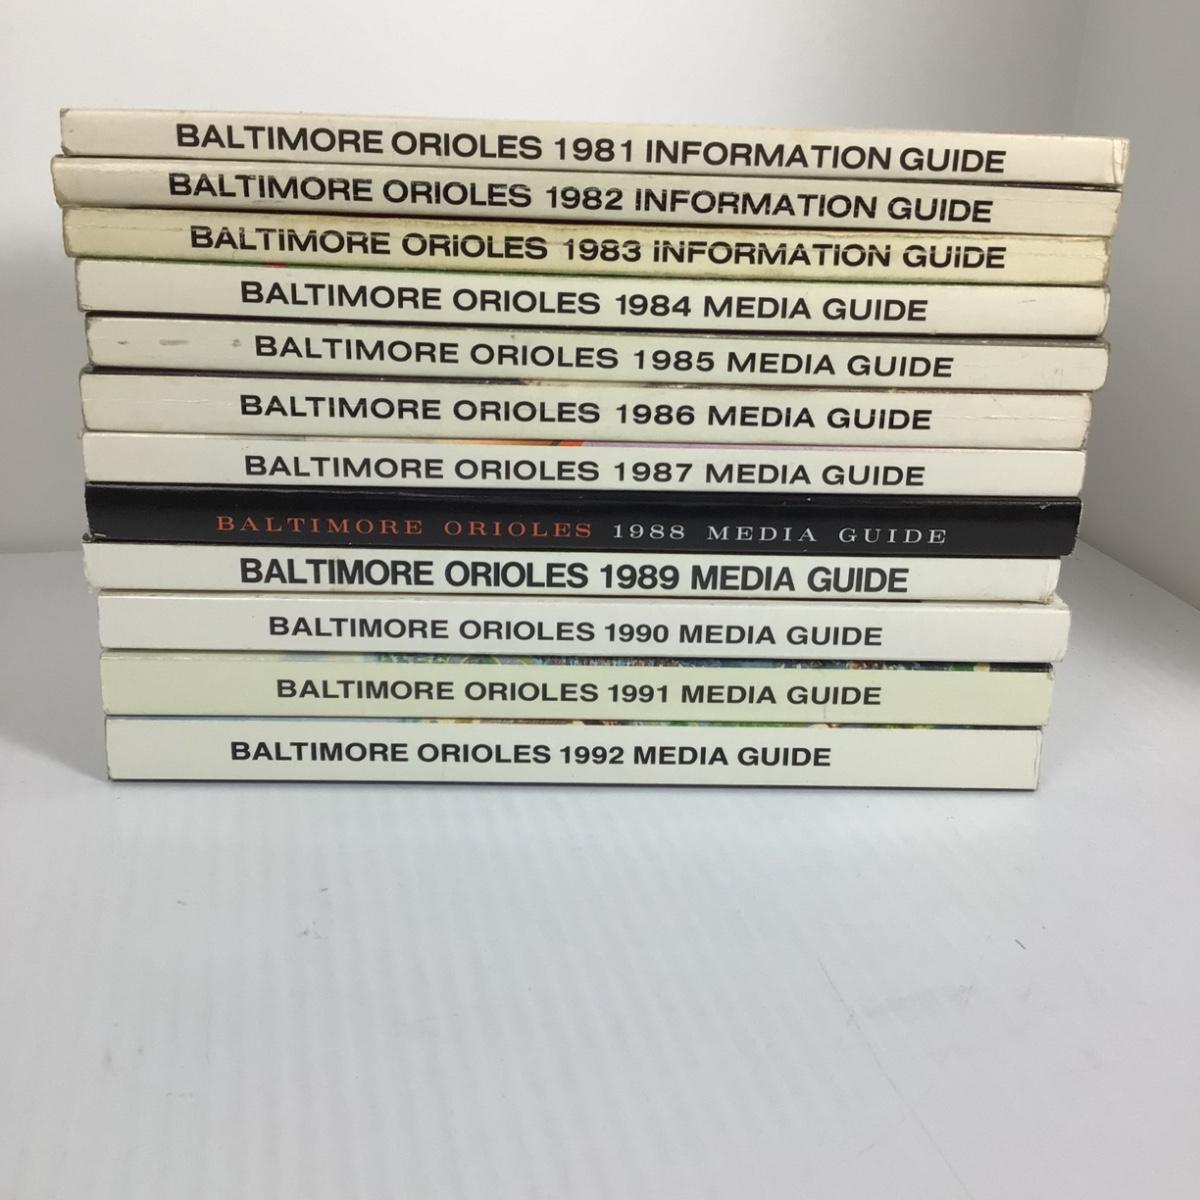 BALTIMORE ORIOLES 1981 INFORMATION GUIDE
BALTIMORE ORIOLES 1982 INFORMATION GUIDE
BALTIMORE ORIOLES 1983 INFORMATION GUIDE
BALTIMORE ORIOLES 1984 MEDIA GUIDE
BALTIMORE ORIOLES 1985 MEDIA GUIDE
BALTIMORE ORIOLES 1986 MEDIA GUIDE
BALTIMORE ORIOLES 1987 MEDIA GUIDE
BALTIMORE ORIOLES 1988 MEDIA GUIDE
BALTIMORE ORIOLES 1989 MEDIA GUIDE
BALTIMORE ORIOLES 1990 MEDIA GUIDE
BALTIMORE ORIOLES 1991 MEDIA GUIDE
BALTIMORE ORIOLES 1992 MEDIA GUIDE